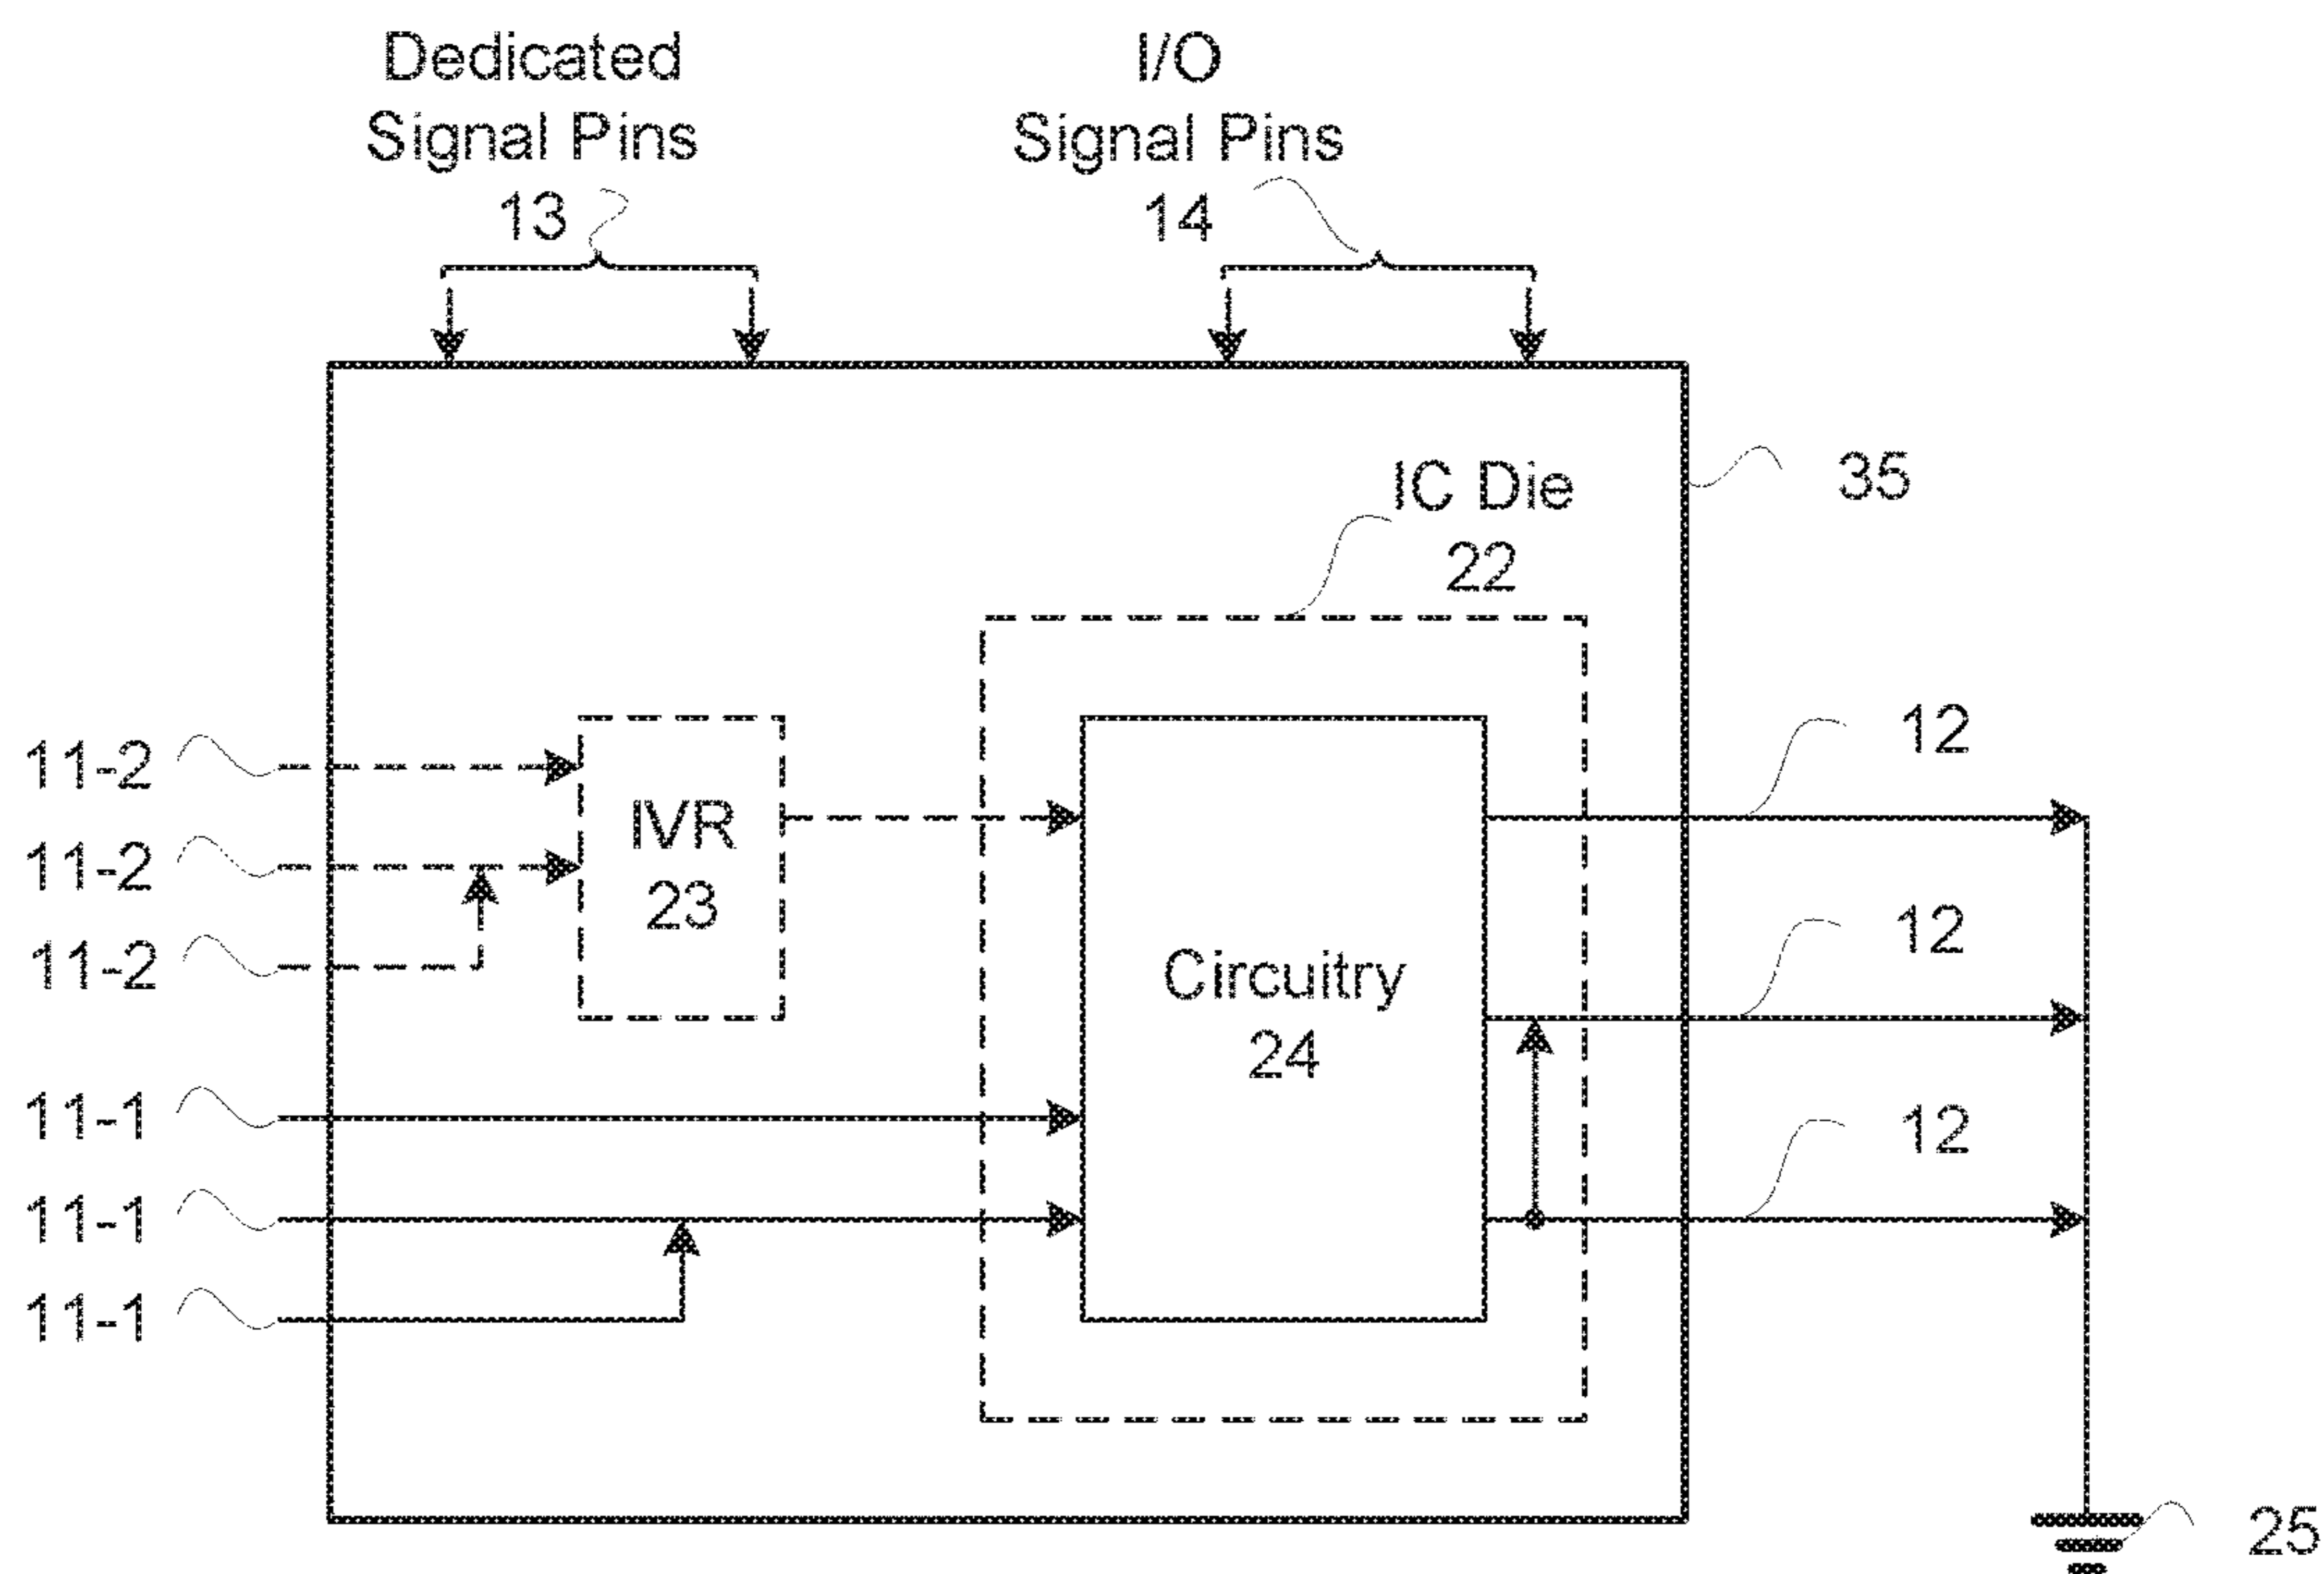 Dedicated
Signal Pins
13
I/O
Signal Pins
14
35
IC Die
22
12
11-2
IVR
23
11-2
11-2
Circuitry
24
12
11-1
12
11-1
11-1
25